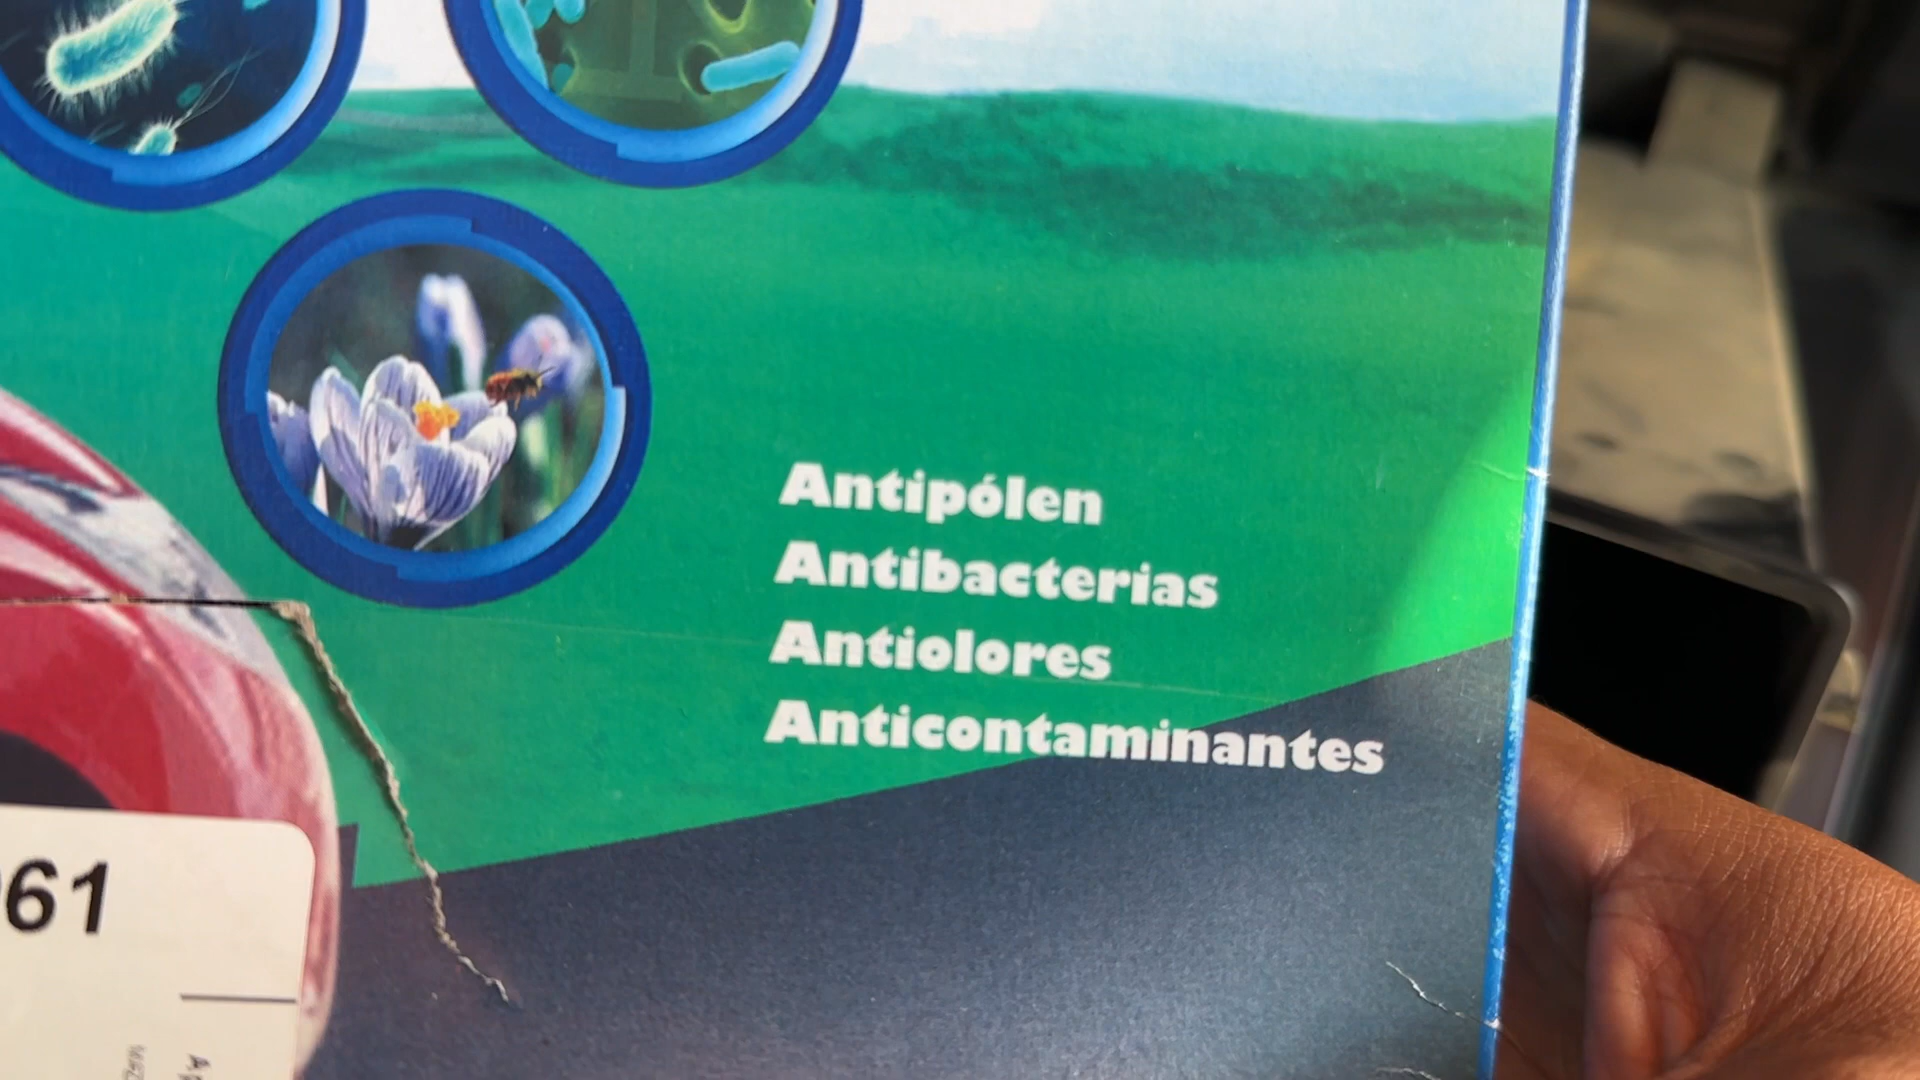 Antipólen
Antibacterias
Antiolores
Anticontaminantes
61